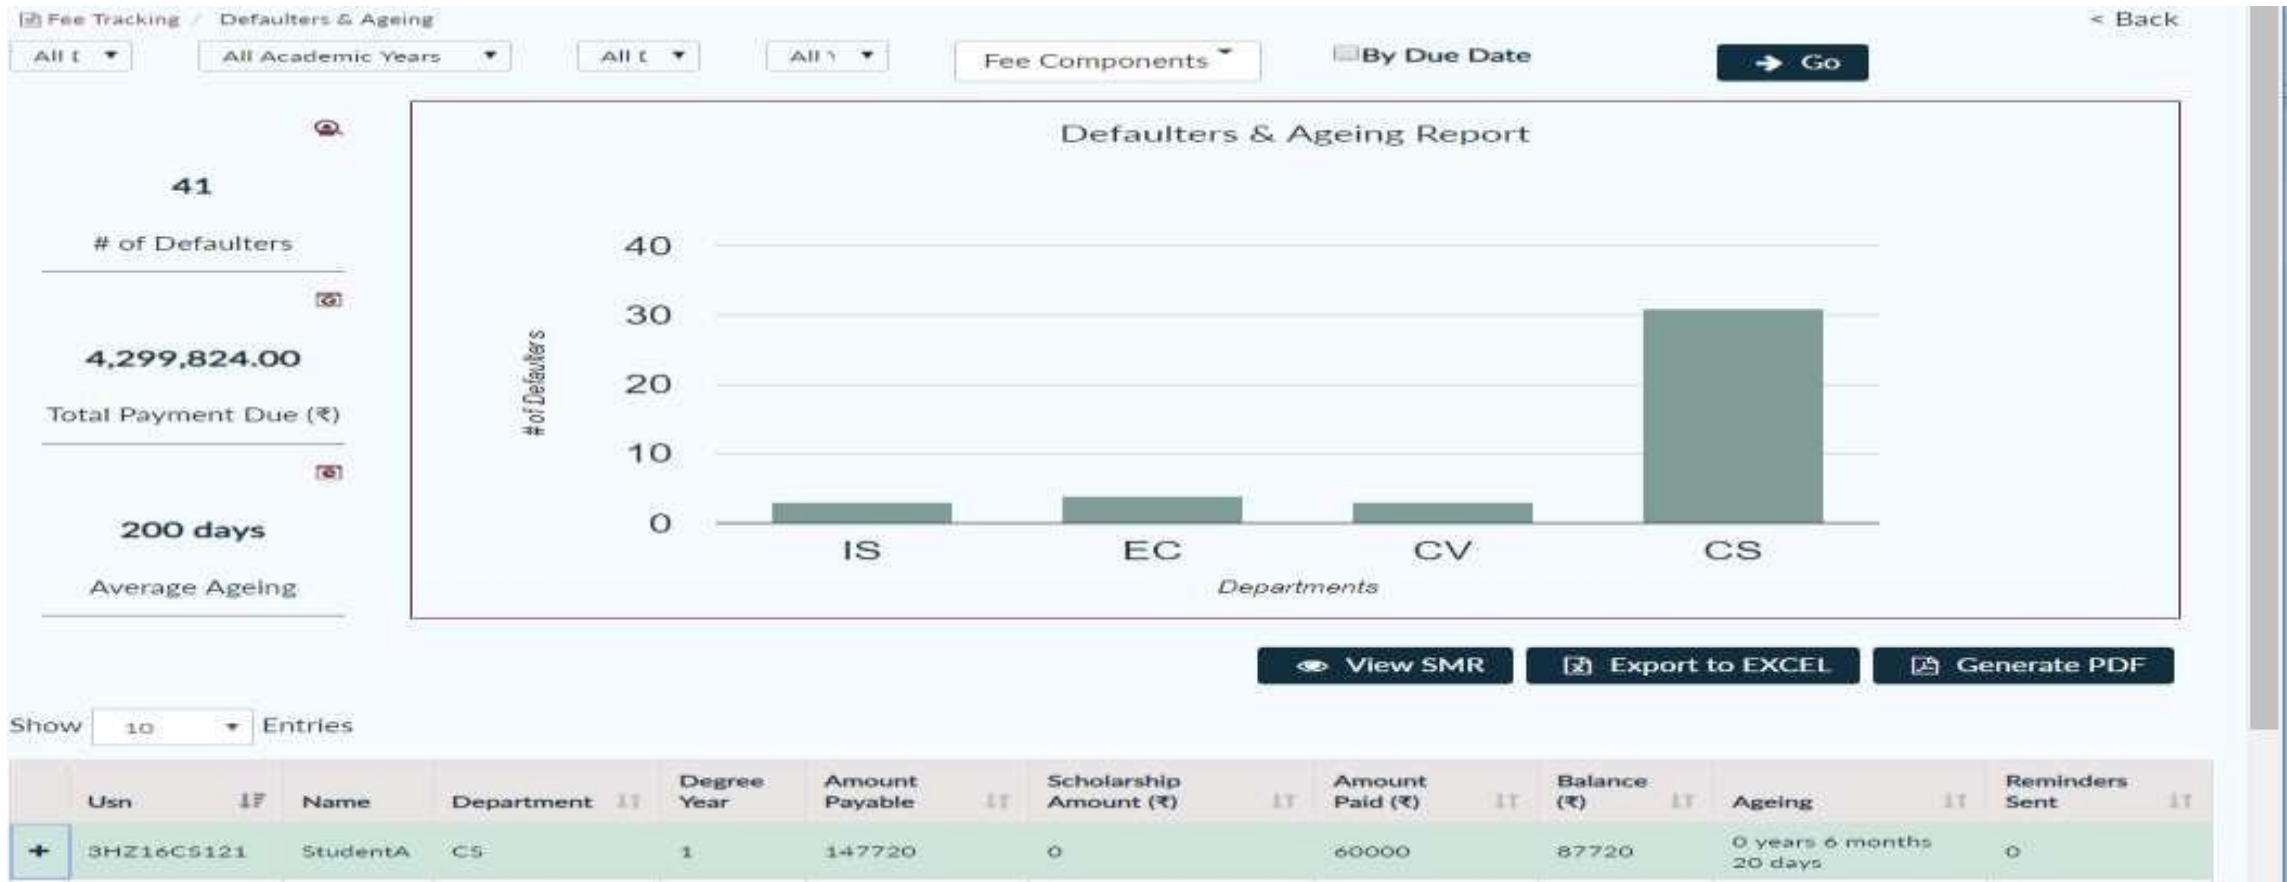 Fee Tracking / Defaulters & Ageing
< Back
All
All Academic Years
All
All
Fee Components
By Due Date
Go
41
# of Defaulters
4,299,824.00
Total Payment Due (₹)
200 days
Average Ageing
Defaulters & Ageing Report
# of Defaulters
40
30
20
10
0
IS EC CV CS
Departments
View SMR
Export to EXCEL
Generate PDF
Show 10 Entries
Usn Name Department Degree Year Amount Payable Scholarship Amount (₹) Amount Paid (₹) Balance (₹) Ageing Reminders Sent
3HZ16CS121 StudentA CS 1 147720 0 60000 87720 0 years 6 months 20 days 0